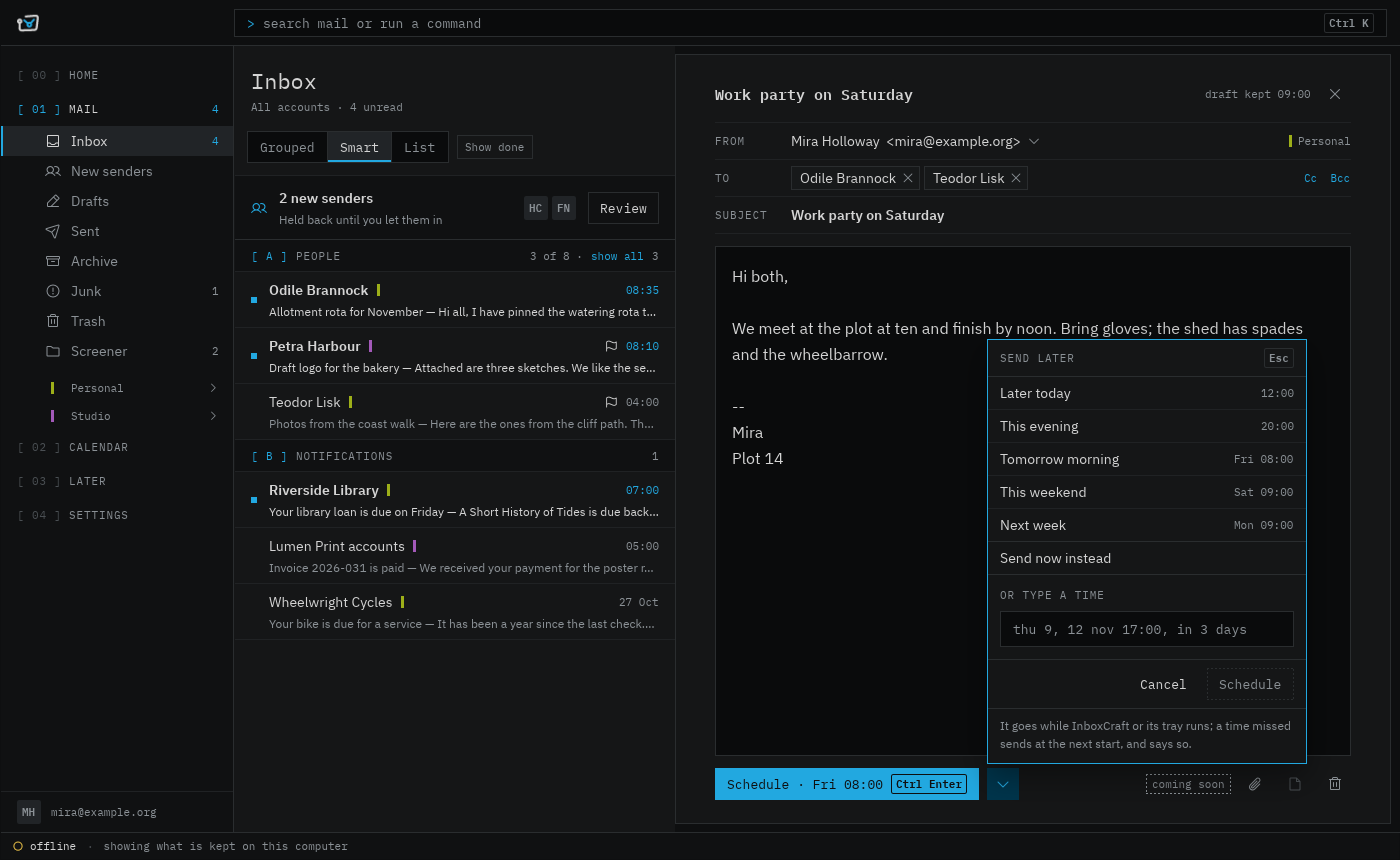 > search mail or run a command
Ctrl K
[ 00 ] HOME
[ 01 ] MAIL 4
Inbox 4
New senders
Drafts
Sent
Archive
Junk 1
Trash
Screener 2
Personal
Studio
[ 02 ] CALENDAR
[ 03 ] LATER
[ 04 ] SETTINGS
MH mira@example.org
Inbox
All accounts · 4 unread
Grouped Smart List Show done
2 new senders
Held back until you let them in
HC FN Review
[ A ] PEOPLE 3 of 8 · show all 3
Odile Brannock 08:35
Allotment rota for November — Hi all, I have pinned the watering rota t…
Petra Harbour 08:10
Draft logo for the bakery — Attached are three sketches. We like the se…
Teodor Lisk 04:00
Photos from the coast walk — Here are the ones from the cliff path. Th…
[ B ] NOTIFICATIONS 1
Riverside Library 07:00
Your library loan is due on Friday — A Short History of Tides is due back…
Lumen Print accounts 05:00
Invoice 2026-031 is paid — We received your payment for the poster r…
Wheelwright Cycles 27 Oct
Your bike is due for a service — It has been a year since the last check.…
Work party on Saturday
draft kept 09:00
FROM Mira Holloway <mira@example.org> Personal
TO Odile Brannock Teodor Lisk Cc Bcc
SUBJECT Work party on Saturday
Hi both,
We meet at the plot at ten and finish by noon. Bring gloves; the shed has spades
and the wheelbarrow.
--
Mira
Plot 14
SEND LATER Esc
Later today 12:00
This evening 20:00
Tomorrow morning Fri 08:00
This weekend Sat 09:00
Next week Mon 09:00
Send now instead
OR TYPE A TIME
thu 9, 12 nov 17:00, in 3 days
Cancel Schedule
It goes while InboxCraft or its tray runs; a time missed
sends at the next start, and says so.
Schedule · Fri 08:00 Ctrl Enter
coming soon
offline · showing what is kept on this computer